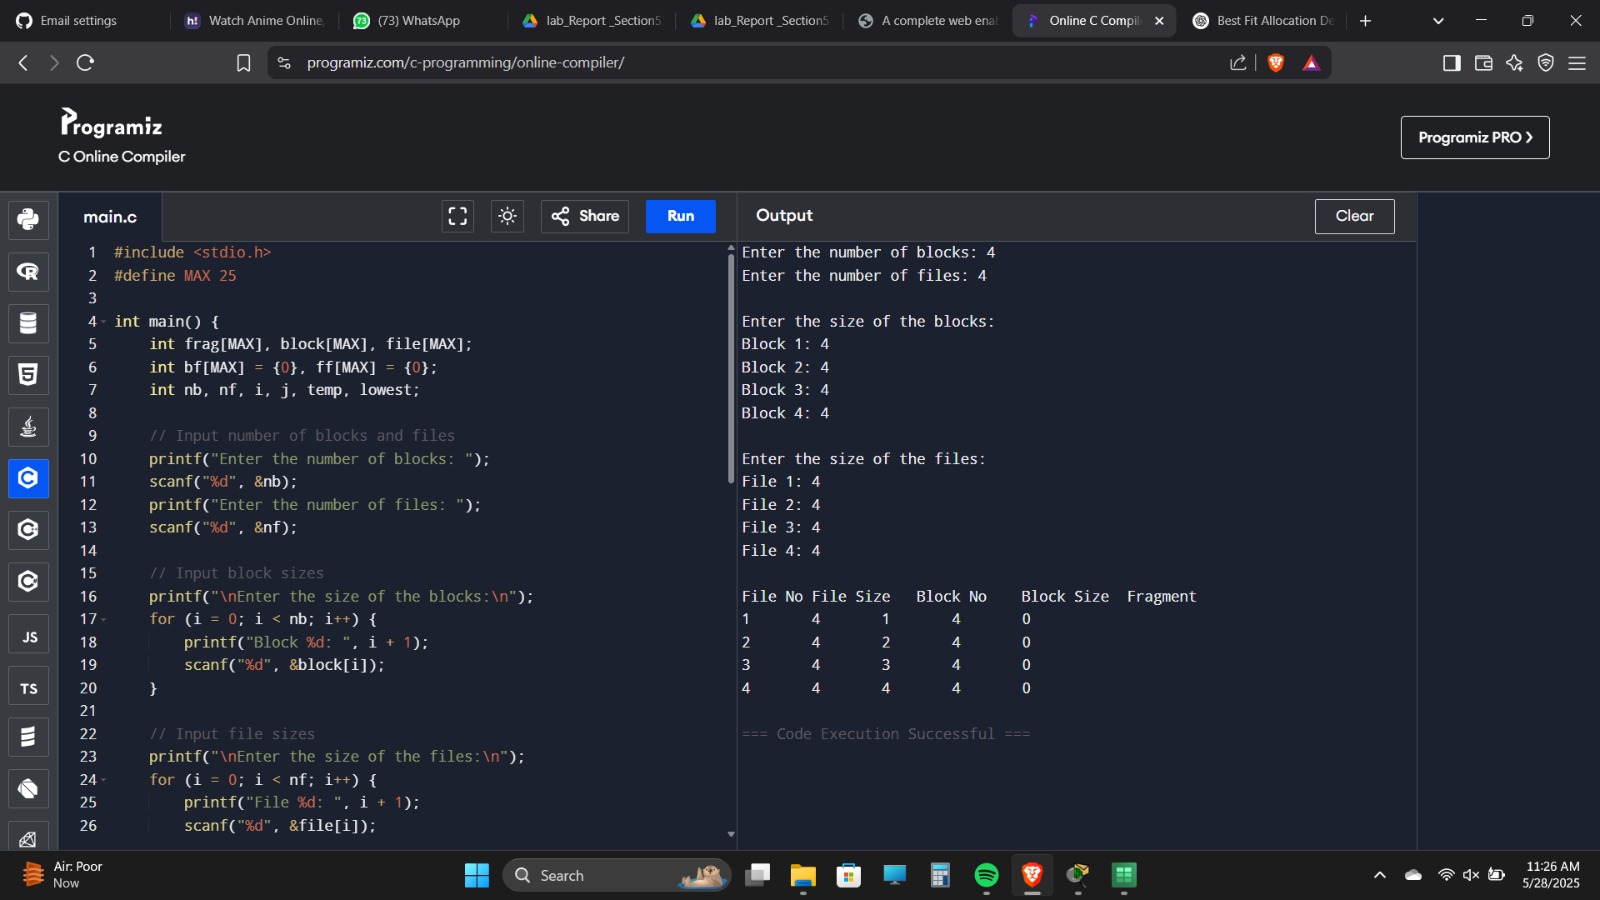 Email settings
Watch Anime Online,
(73) WhatsApp
lab_Report _Section5
lab_Report _Section5
A complete web enab
Online C Compil
Best Fit Allocation De
programiz.com/c-programming/online-compiler/
Programiz
C Online Compiler
Programiz PRO ❯
main.c
Share
Run
Output
Clear
1 #include <stdio.h>
2 #define MAX 25
3
4 int main() {
5 int frag[MAX], block[MAX], file[MAX];
6 int bf[MAX] = {0}, ff[MAX] = {0};
7 int nb, nf, i, j, temp, lowest;
8
9 // Input number of blocks and files
10 printf("Enter the number of blocks: ");
11 scanf("%d", &nb);
12 printf("Enter the number of files: ");
13 scanf("%d", &nf);
14
15 // Input block sizes
16 printf("\nEnter the size of the blocks:\n");
17 for (i = 0; i < nb; i++) {
18 printf("Block %d: ", i + 1);
19 scanf("%d", &block[i]);
20 }
21
22 // Input file sizes
23 printf("\nEnter the size of the files:\n");
24 for (i = 0; i < nf; i++) {
25 printf("File %d: ", i + 1);
26 scanf("%d", &file[i]);
Enter the number of blocks: 4
Enter the number of files: 4
Enter the size of the blocks:
Block 1: 4
Block 2: 4
Block 3: 4
Block 4: 4
Enter the size of the files:
File 1: 4
File 2: 4
File 3: 4
File 4: 4
File No File Size Block No Block Size Fragment
1 4 1 4 0
2 4 2 4 0
3 4 3 4 0
4 4 4 4 0
=== Code Execution Successful ===
JS
TS
Air: Poor
Now
Search
11:26 AM
5/28/2025